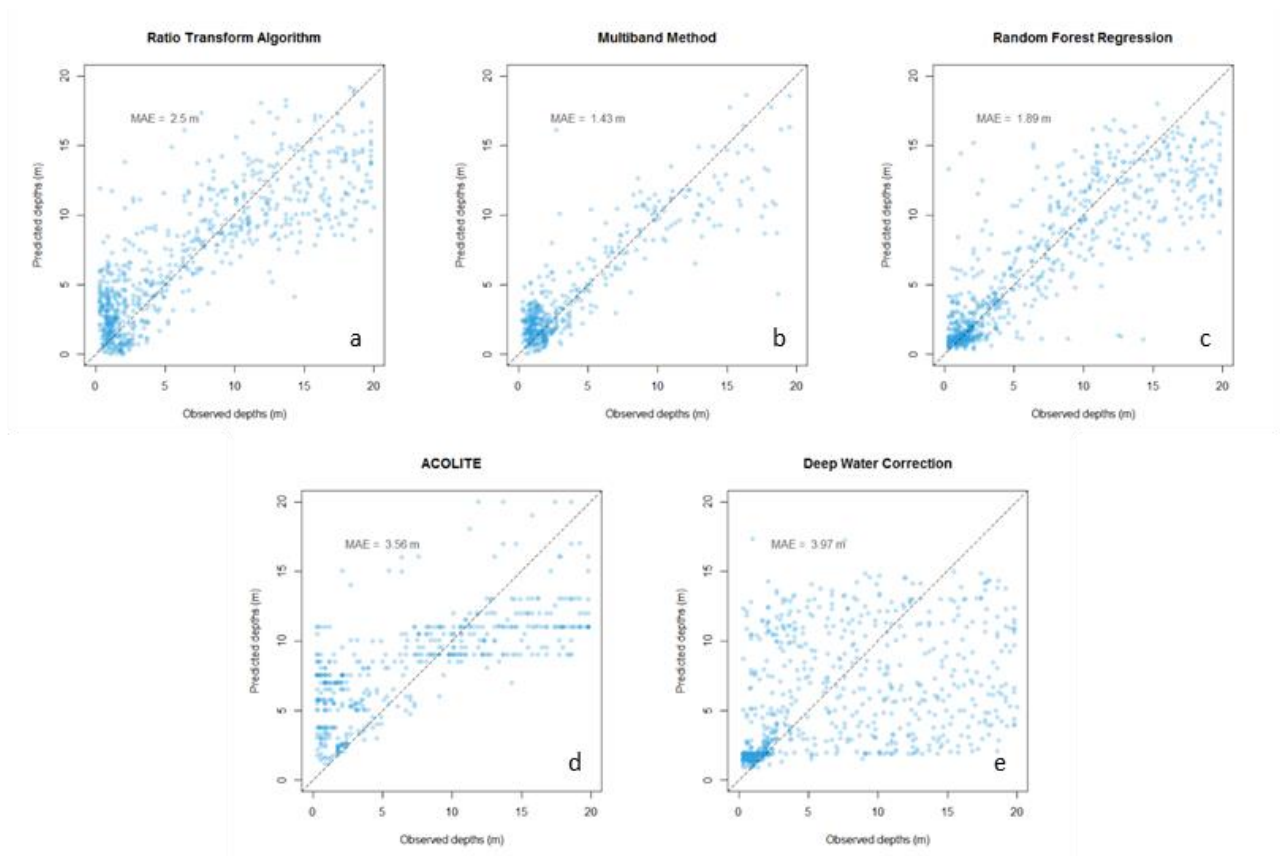 Ratio Transform Algorithm
Multiband Method
Random Forest Regression
20
15
10
5
0
Predicted depths (m)
MAE = 2.5 m
a
0 5 10 15 20
Observed depths (m)
20
15
10
5
0
Predicted depths (m)
MAE = 1.43 m
b
0 5 10 15 20
Observed depths (m)
20
15
10
5
0
Predicted depths (m)
MAE = 1.89 m
c
0 5 10 15 20
Observed depths (m)
ACOLITE
Deep Water Correction
20
15
10
5
0
Predicted depths (m)
MAE = 3.56 m
d
0 5 10 15 20
Observed depths (m)
20
15
10
5
0
Predicted depths (m)
MAE = 3.97 m
e
0 5 10 15 20
Observed depths (m)